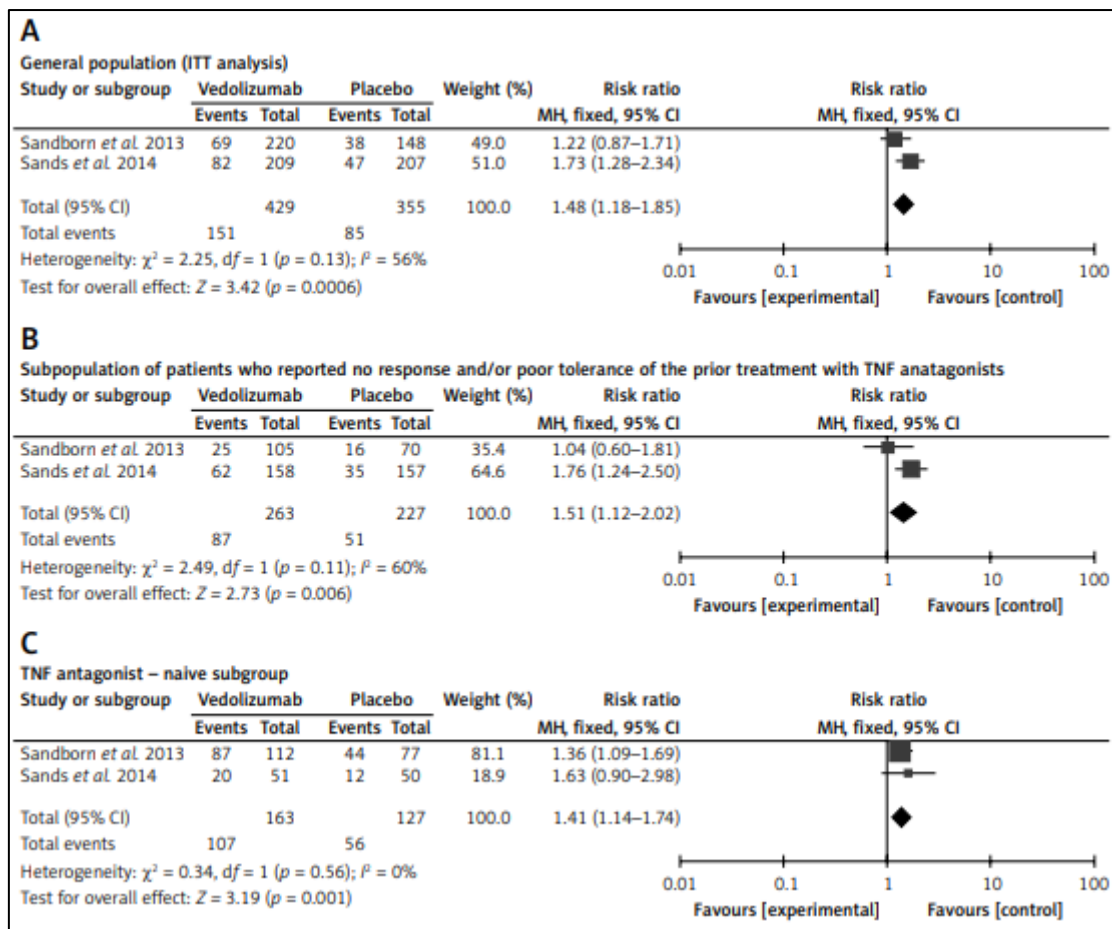 A
General population (ITT analysis)
Study or subgroup Vedolizumab Placebo Weight (%) Risk ratio Risk ratio
Events Total Events Total MH, fixed, 95% CI MH, fixed, 95% CI
Sandborn et al. 2013 69 220 38 148 49.0 1.22 (0.87–1.71)
Sands et al. 2014 82 209 47 207 51.0 1.73 (1.28–2.34)
Total (95% CI) 429 355 100.0 1.48 (1.18–1.85)
Total events 151 85
Heterogeneity: χ² = 2.25, df = 1 (p = 0.13); I² = 56%
Test for overall effect: Z = 3.42 (p = 0.0006)
0.01 0.1 1 10 100
Favours [experimental] Favours [control]
B
Subpopulation of patients who reported no response and/or poor tolerance of the prior treatment with TNF anatagonists
Study or subgroup Vedolizumab Placebo Weight (%) Risk ratio Risk ratio
Events Total Events Total MH, fixed, 95% CI MH, fixed, 95% CI
Sandborn et al. 2013 25 105 16 70 35.4 1.04 (0.60–1.81)
Sands et al. 2014 62 158 35 157 64.6 1.76 (1.24–2.50)
Total (95% CI) 263 227 100.0 1.51 (1.12–2.02)
Total events 87 51
Heterogeneity: χ² = 2.49, df = 1 (p = 0.11); I² = 60%
Test for overall effect: Z = 2.73 (p = 0.006)
0.01 0.1 1 10 100
Favours [experimental] Favours [control]
C
TNF antagonist – naive subgroup
Study or subgroup Vedolizumab Placebo Weight (%) Risk ratio Risk ratio
Events Total Events Total MH, fixed, 95% CI MH, fixed, 95% CI
Sandborn et al. 2013 87 112 44 77 81.1 1.36 (1.09–1.69)
Sands et al. 2014 20 51 12 50 18.9 1.63 (0.90–2.98)
Total (95% CI) 163 127 100.0 1.41 (1.14–1.74)
Total events 107 56
Heterogeneity: χ² = 0.34, df = 1 (p = 0.56); I² = 0%
Test for overall effect: Z = 3.19 (p = 0.001)
0.01 0.1 1 10 100
Favours [experimental] Favours [control]